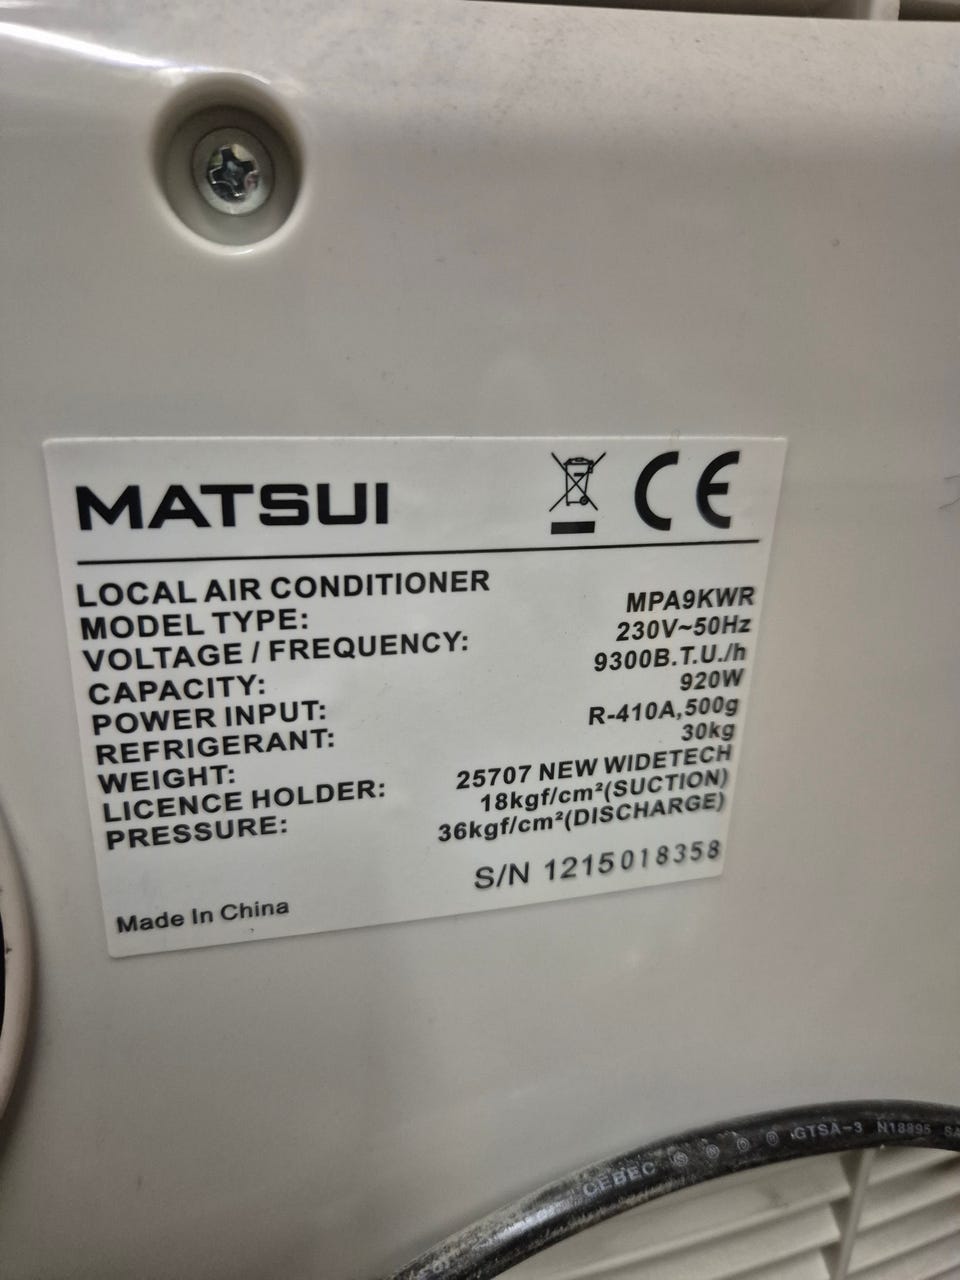 MATSUI
CE
LOCAL AIR CONDITIONER
MODEL TYPE: MPA9KWR
VOLTAGE / FREQUENCY: 230V~50Hz
CAPACITY: 9300B.T.U./h
POWER INPUT: 920W
REFRIGERANT: R-410A,500g
WEIGHT: 30kg
LICENCE HOLDER: 25707 NEW WIDETECH
PRESSURE: 18kgf/cm²(SUCTION)
36kgf/cm²(DISCHARGE)
S/N 1215018358
Made In China
CEBEC GTSA-3 N18895